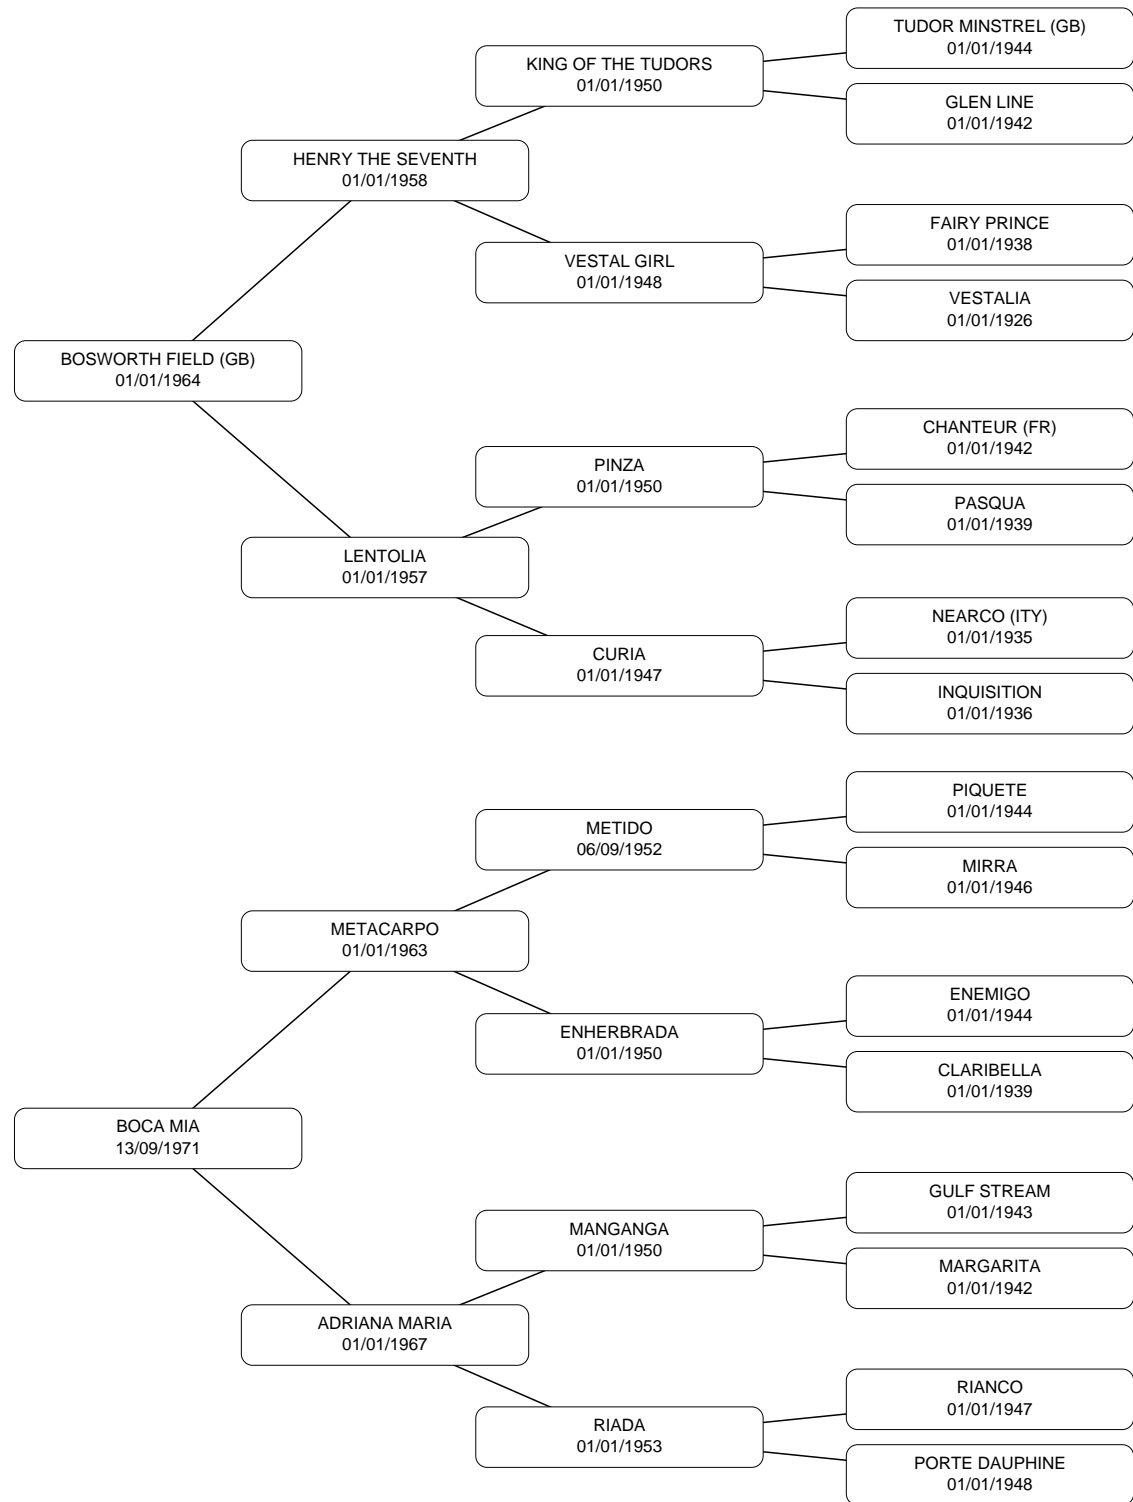 TUDOR MINSTREL (GB)
01/01/1944
KING OF THE TUDORS
01/01/1950
GLEN LINE
01/01/1942
HENRY THE SEVENTH
01/01/1958
FAIRY PRINCE
01/01/1938
VESTAL GIRL
01/01/1948
VESTALIA
01/01/1926
BOSWORTH FIELD (GB)
01/01/1964
CHANTEUR (FR)
01/01/1942
PINZA
01/01/1950
PASQUA
01/01/1939
LENTOLIA
01/01/1957
NEARCO (ITY)
01/01/1935
CURIA
01/01/1947
INQUISITION
01/01/1936
PIQUETE
01/01/1944
METIDO
06/09/1952
MIRRA
01/01/1946
METACARPO
01/01/1963
ENEMIGO
01/01/1944
ENHERBRADA
01/01/1950
CLARIBELLA
01/01/1939
BOCA MIA
13/09/1971
GULF STREAM
01/01/1943
MANGANGA
01/01/1950
MARGARITA
01/01/1942
ADRIANA MARIA
01/01/1967
RIANCO
01/01/1947
RIADA
01/01/1953
PORTE DAUPHINE
01/01/1948